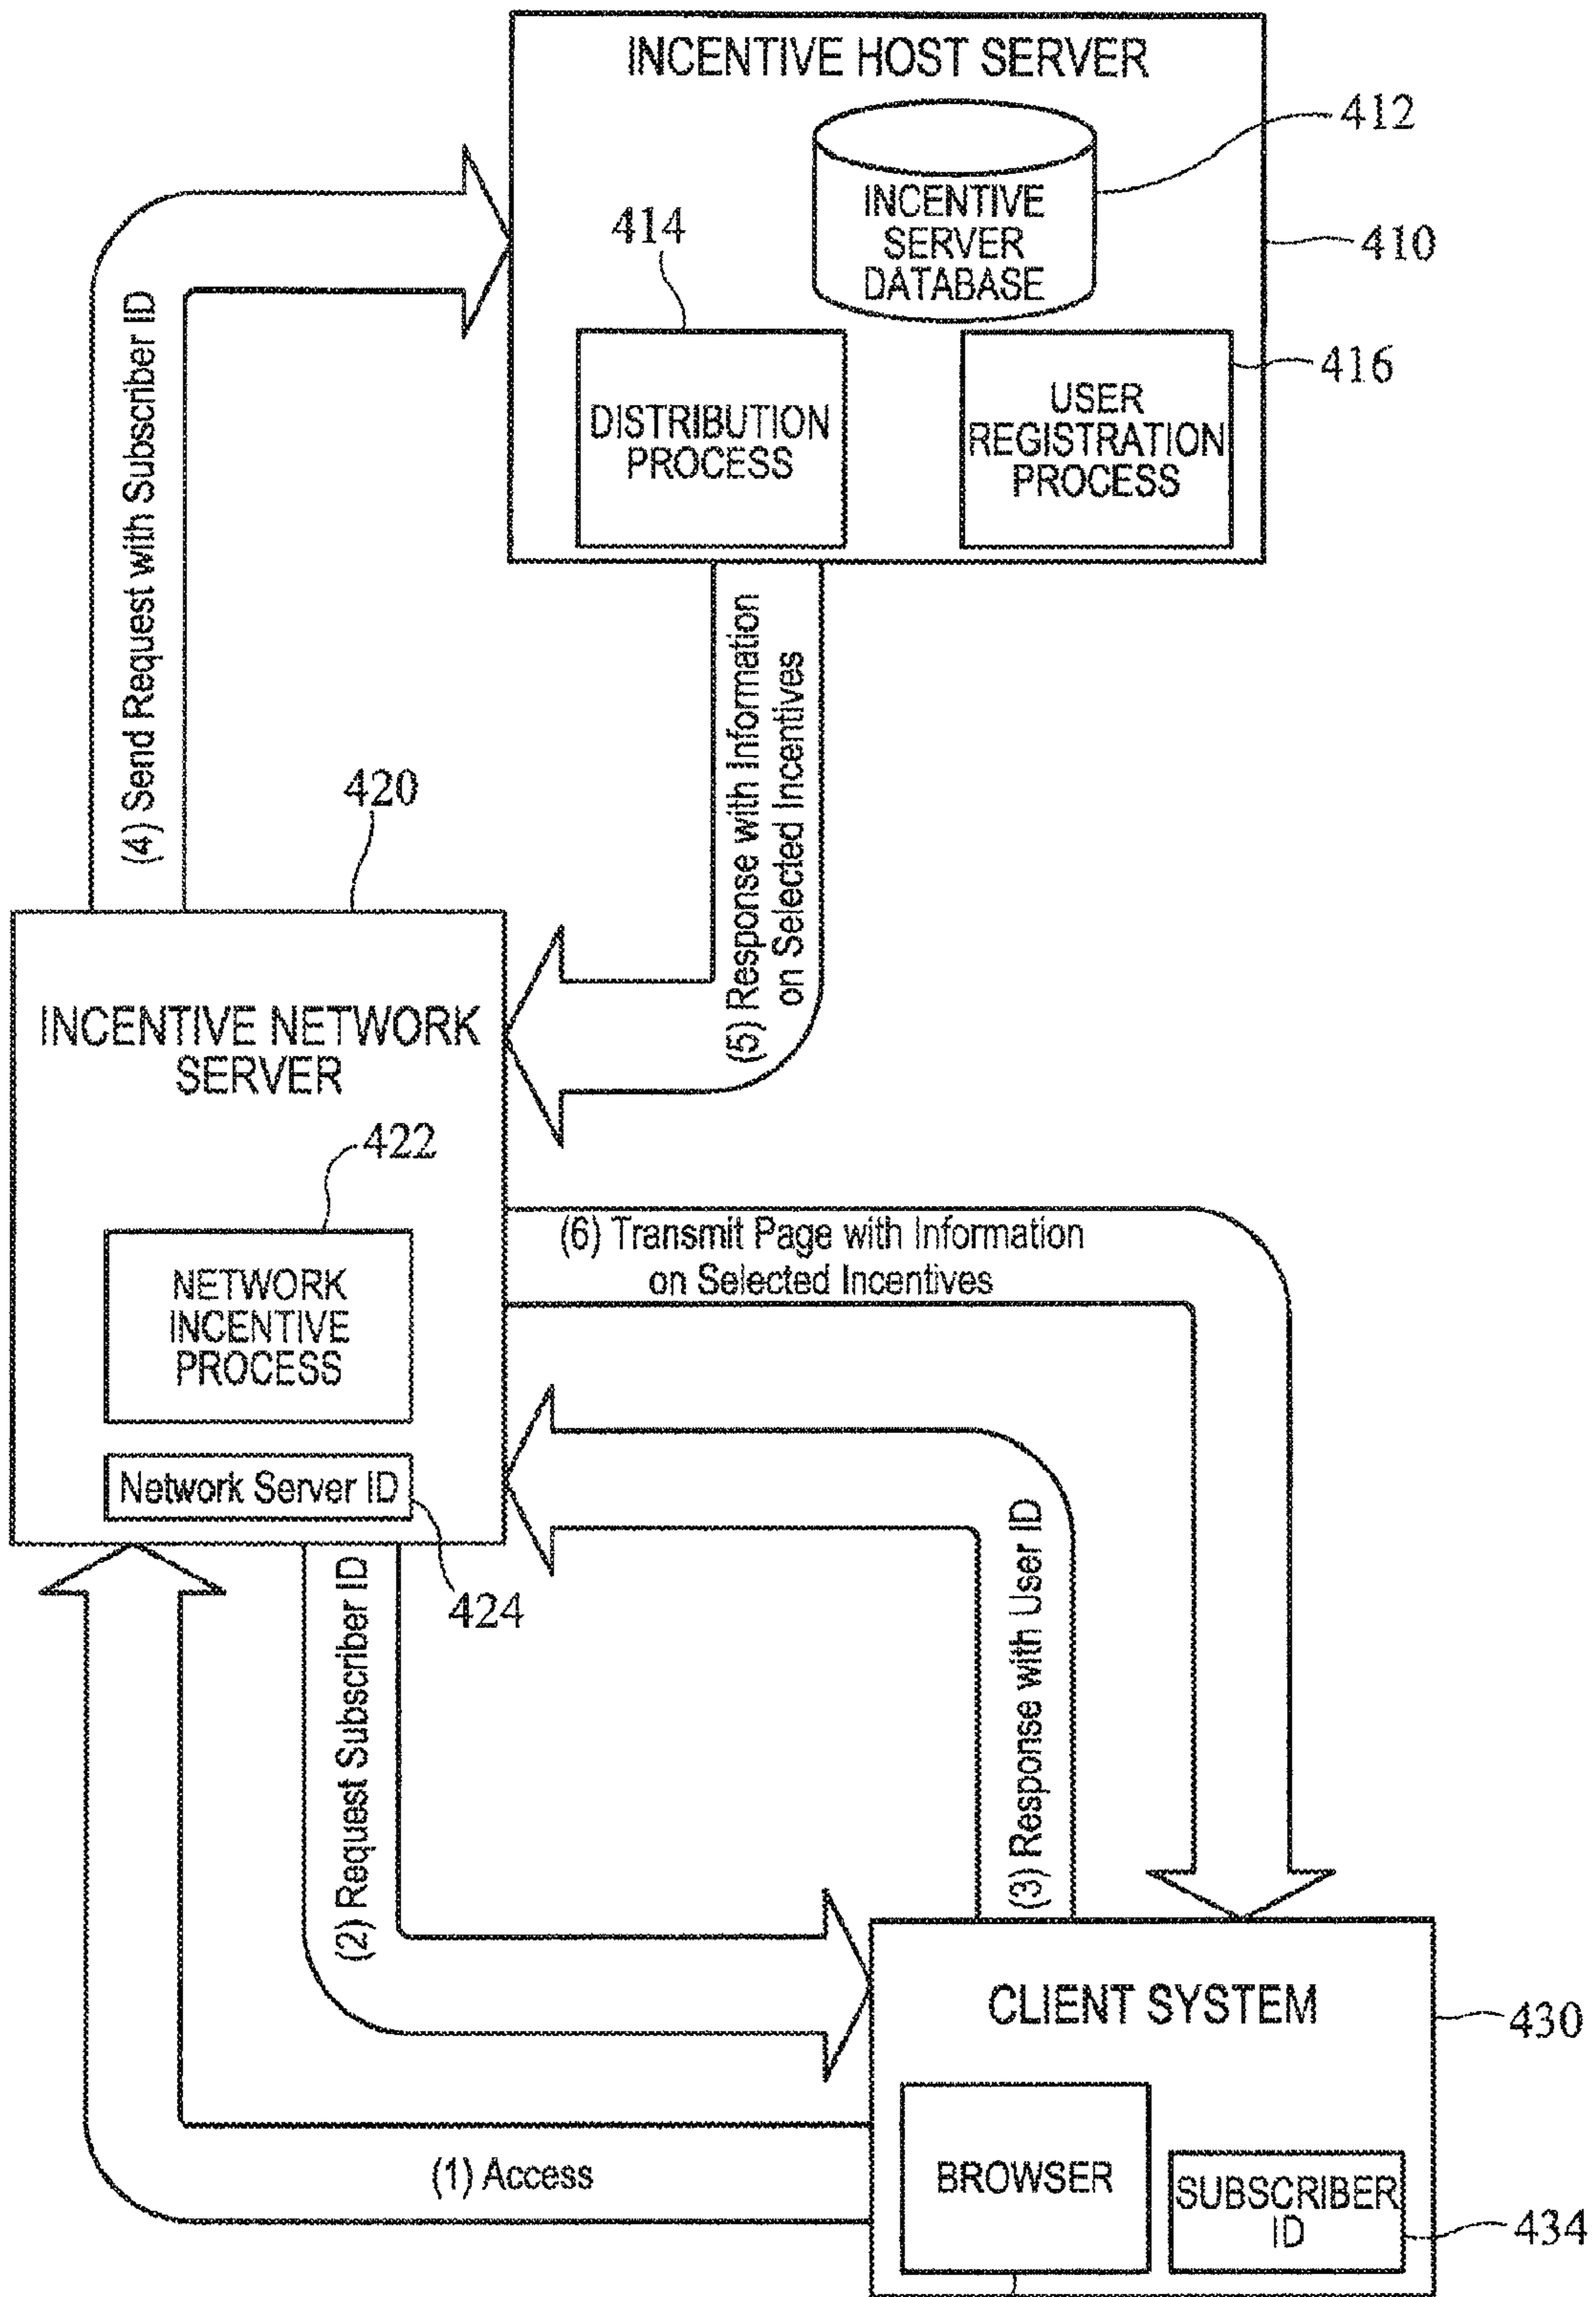 INCENTIVE HOST SERVER
412
INCENTIVE
SERVER
DATABASE
410
414
DISTRIBUTION
PROCESS
416
USER
REGISTRATION
PROCESS
(4) Send Request with Subscriber ID
(5) Response with Information
on Selected Incentives
420
INCENTIVE NETWORK
SERVER
422
NETWORK
INCENTIVE
PROCESS
Network Server ID
424
(6) Transmit Page with Information
on Selected Incentives
(3) Response with User ID
(2) Request Subscriber ID
(1) Access
CLIENT SYSTEM
430
BROWSER
SUBSCRIBER
ID
434